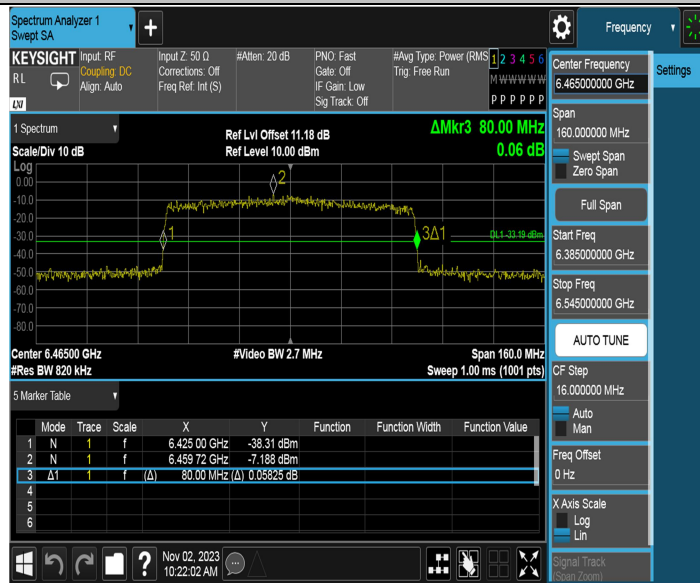 Spectrum Analyzer 1
Swept SA
Frequency
KEYSIGHT
RL
LXI
Input: RF
Coupling: DC
Align: Auto
Input Z: 50 Ω
Corrections: Off
Freq Ref: Int (S)
#Atten: 20 dB
PNO: Fast
Gate: Off
IF Gain: Low
Sig Track: Off
#Avg Type: Power (RMS
Trig: Free Run
1 2 3 4 5 6
M W W W W W
P P P P P P
1 Spectrum
Scale/Div 10 dB
Ref Lvl Offset 11.18 dB
Ref Level 10.00 dBm
ΔMkr3 80.00 MHz
0.06 dB
Log
0.00
-10.0
-20.0
-30.0
-40.0
-50.0
-60.0
-70.0
-80.0
2
1
3Δ1
DL1 -33.19 dBm
Center 6.46500 GHz
#Video BW 2.7 MHz
Span 160.0 MHz
#Res BW 820 kHz
Sweep 1.00 ms (1001 pts)
5 Marker Table
Mode Trace Scale X Y Function Function Width Function Value
1 N 1 f 6.425 00 GHz -38.31 dBm
2 N 1 f 6.459 72 GHz -7.188 dBm
3 Δ1 1 f (Δ) 80.00 MHz (Δ) 0.05825 dB
4
5
6
Nov 02, 2023
10:22:02 AM
?
Center Frequency
6.465000000 GHz
Settings
Span
160.000000 MHz
Swept Span
Zero Span
Full Span
Start Freq
6.385000000 GHz
Stop Freq
6.545000000 GHz
AUTO TUNE
CF Step
16.000000 MHz
Auto
Man
Freq Offset
0 Hz
X Axis Scale
Log
Lin
Signal Track
(Span Zoom)